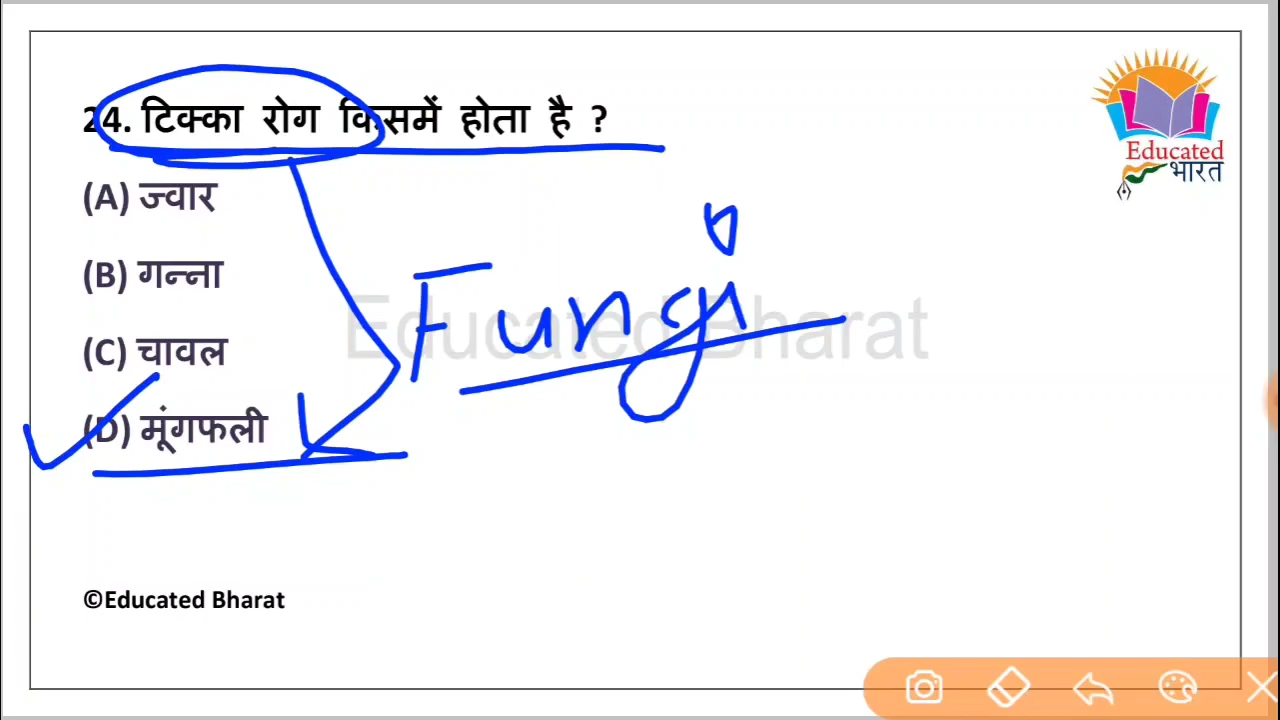 24. टिक्का रोग किसमें होता है ?
(A) ज्वार
(B) गन्ना
(C) चावल
(D) मूंगफली
Fungi
Educated Bharat
©Educated Bharat
Educated
भारत